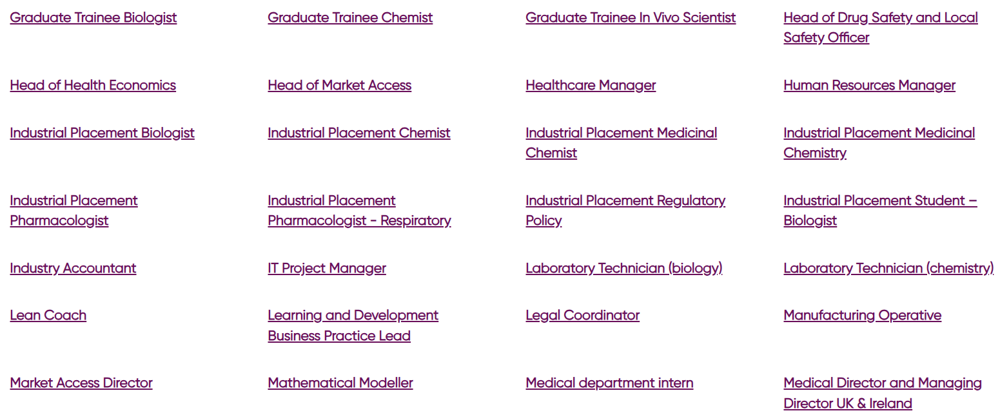 Graduate Trainee Biologist
Graduate Trainee Chemist
Graduate Trainee In Vivo Scientist
Head of Drug Safety and Local
Safety Officer
Head of Health Economics
Head of Market Access
Healthcare Manager
Human Resources Manager
Industrial Placement Biologist
Industrial Placement Chemist
Industrial Placement Medicinal
Chemist
Industrial Placement Medicinal
Chemistry
Industrial Placement
Pharmacologist
Industrial Placement
Pharmacologist - Respiratory
Industrial Placement Regulatory
Policy
Industrial Placement Student –
Biologist
Industry Accountant
IT Project Manager
Laboratory Technician (biology)
Laboratory Technician (chemistry)
Lean Coach
Learning and Development
Business Practice Lead
Legal Coordinator
Manufacturing Operative
Market Access Director
Mathematical Modeller
Medical department intern
Medical Director and Managing
Director UK & Ireland